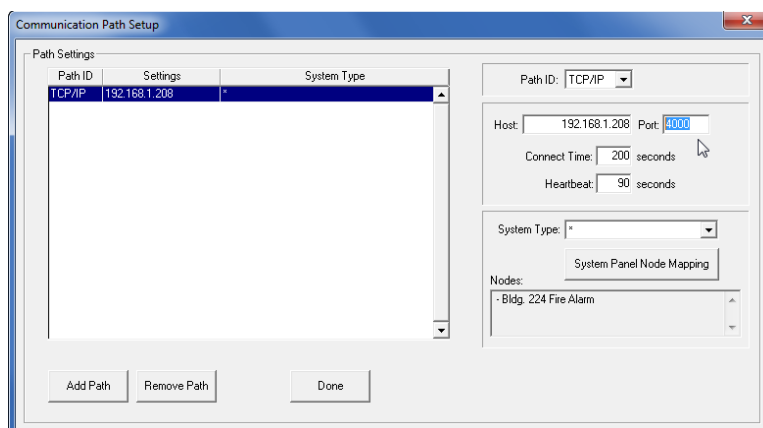 Communication Path Setup
Path Settings
Path ID Settings System Type
TCP/IP 192.168.1.208 *
Path ID: TCP/IP
Host: 192.168.1.208 Port: 4000
Connect Time: 200 seconds
Heartbeat: 90 seconds
System Type: *
System Panel Node Mapping
Nodes:
- Bldg. 224 Fire Alarm
Add Path Remove Path Done